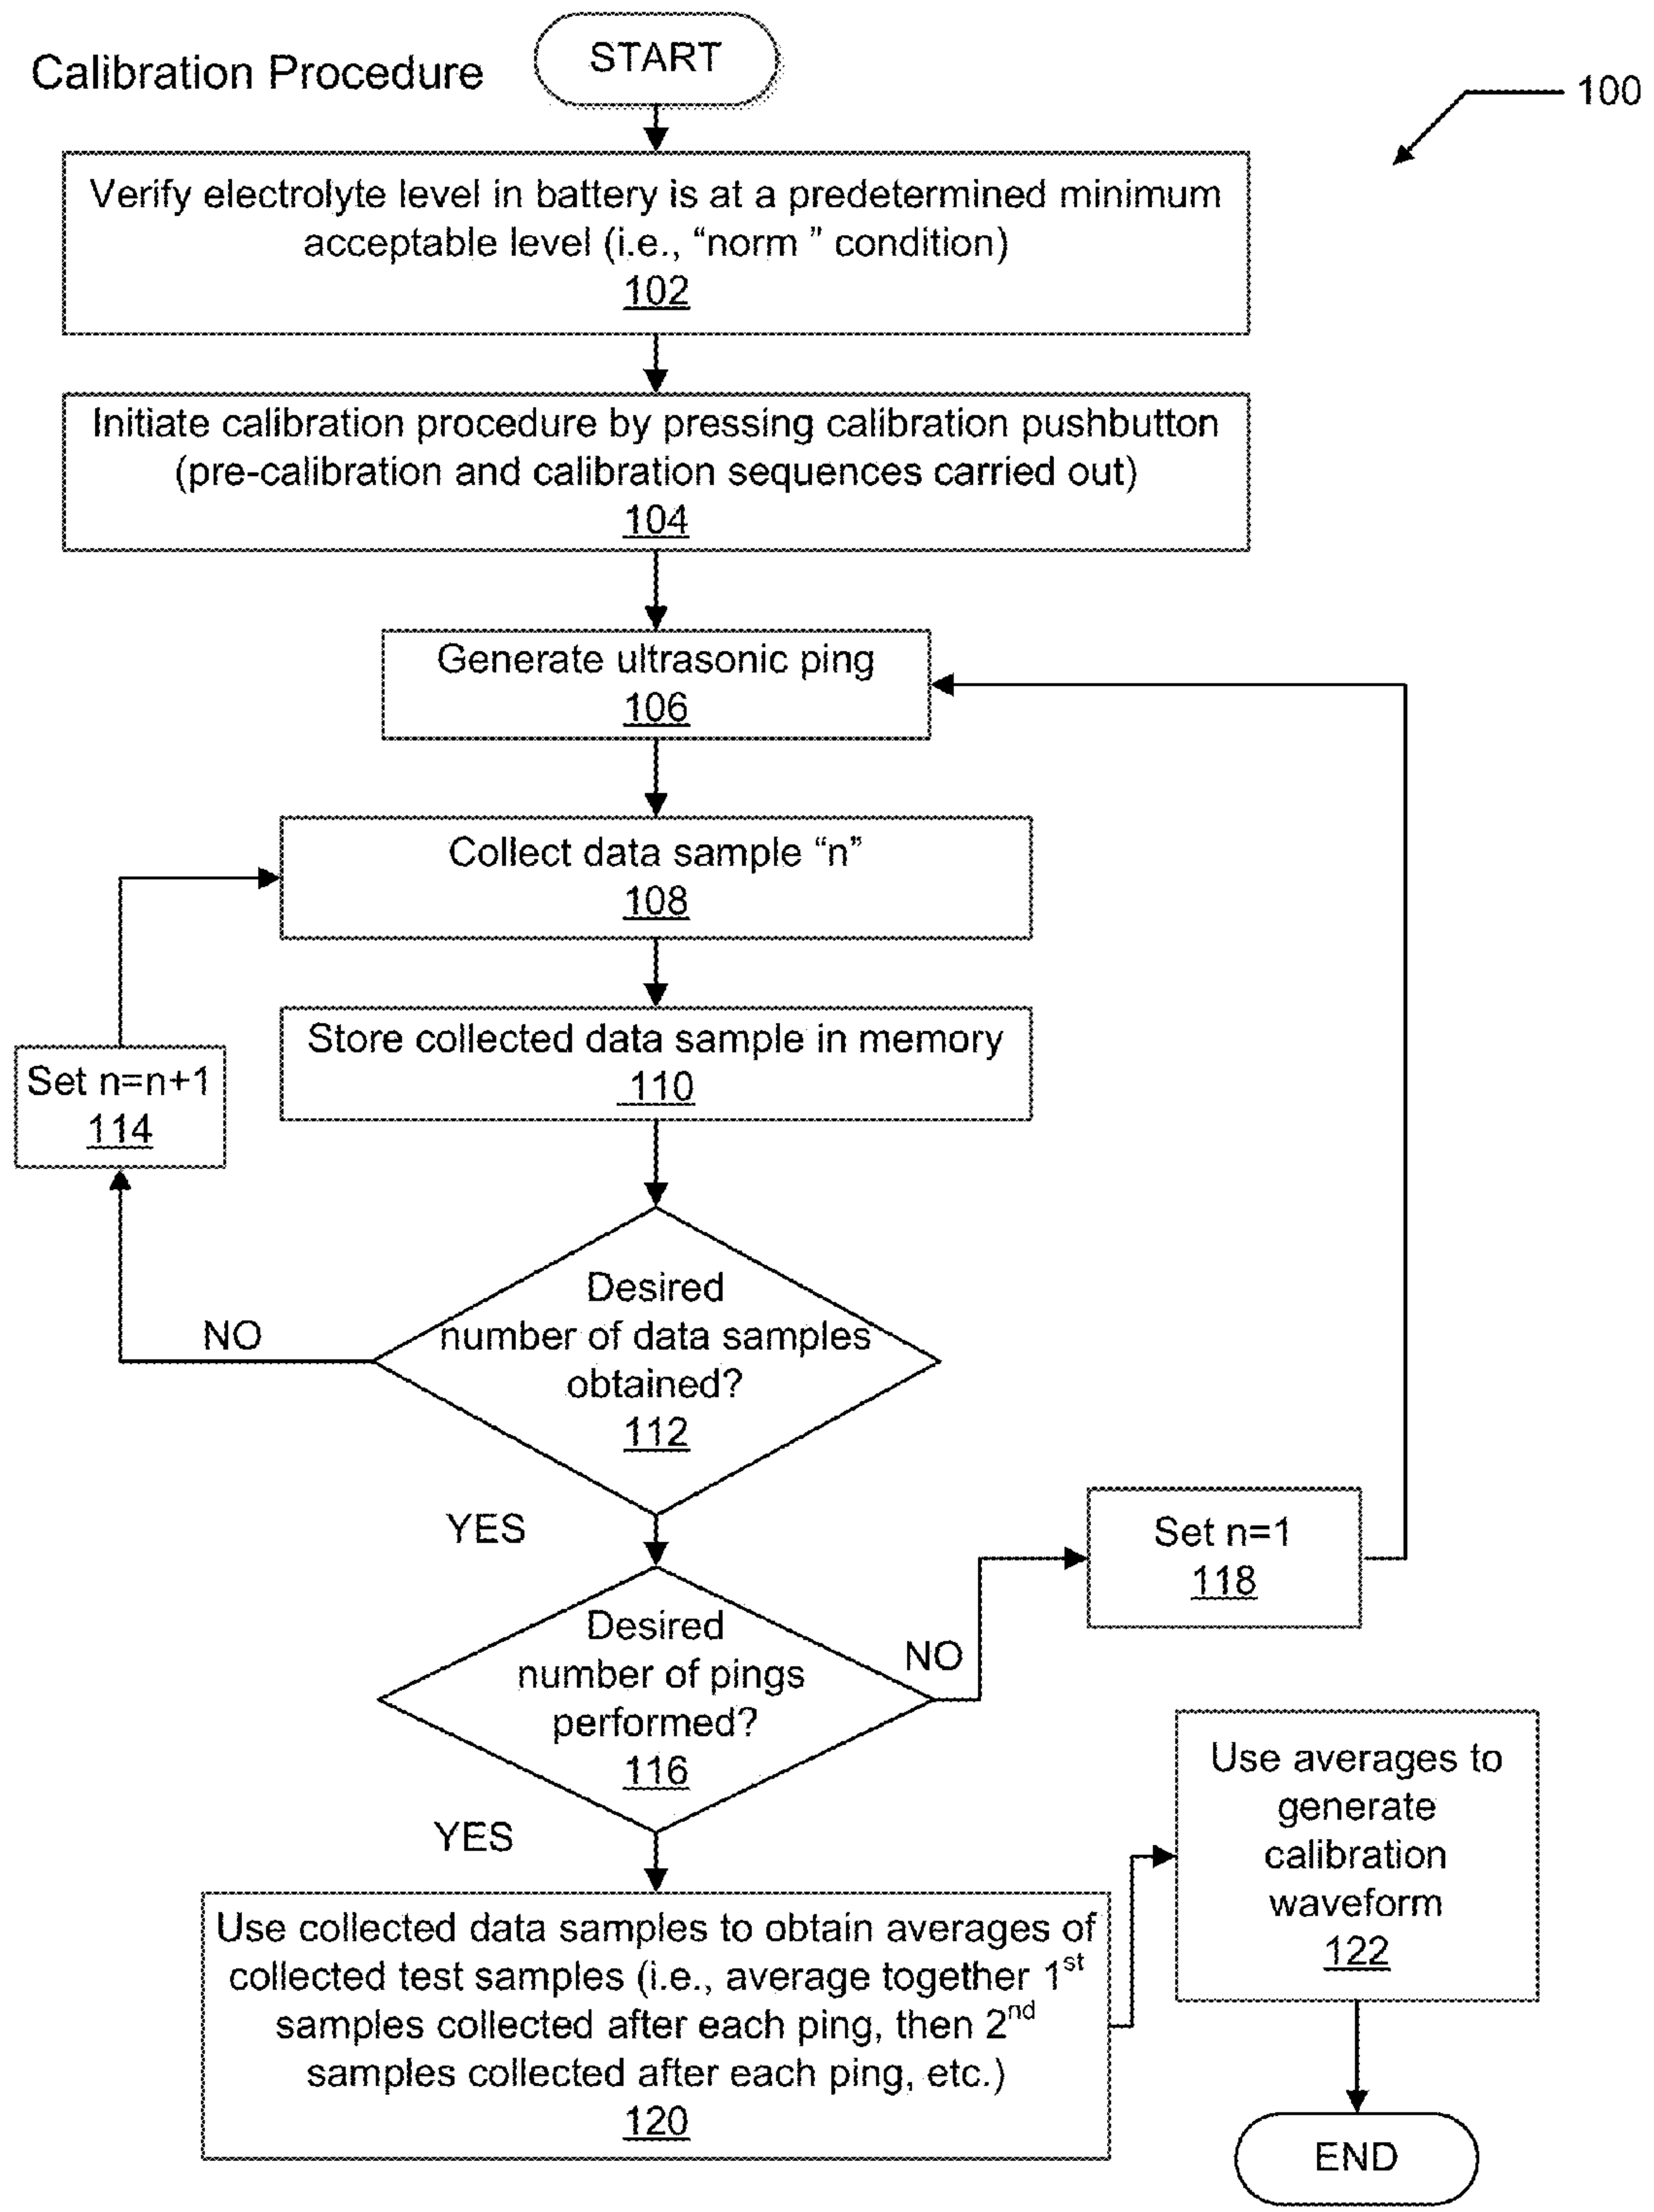 Calibration Procedure
START
100
Verify electrolyte level in battery is at a predetermined minimum
acceptable level (i.e., “norm ” condition)
102
Initiate calibration procedure by pressing calibration pushbutton
(pre-calibration and calibration sequences carried out)
104
Generate ultrasonic ping
106
Collect data sample “n”
108
Store collected data sample in memory
110
Set n=n+1
114
Desired
number of data samples
obtained?
112
NO
YES
Set n=1
118
Desired
number of pings
performed?
116
NO
YES
Use collected data samples to obtain averages of
collected test samples (i.e., average together 1st
samples collected after each ping, then 2nd
samples collected after each ping, etc.)
120
Use averages to
generate
calibration
waveform
122
END